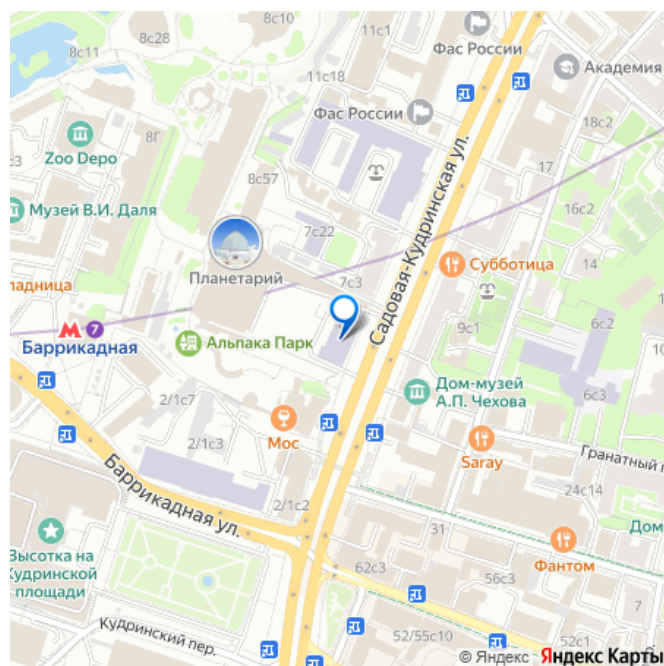 8с10
11с1
8с28
Фас России
8с11
Академия
11с18
18с2
Фас России
8Г
17
Zoo Depo
8с57
Музей В.И. Даля
16с2
7с22
Садовая-Кудринская ул.
Субботица
14
Планетарий
7с3
9с1
6с2
7
Баррикадная
Альпака Парк
Дом-музей
А.П. Чехова
6с3
2/1с7
2/1с3
Мос
Saray
Гранатный
Баррикадная ул.
24с14
2/1с2
31
Дом
Высотка на
Кудринской
площади
Фантом
62с3
56с3
7
Кудринский пер.
52/55с10
52с1
© Яндекс Яндекс Карты